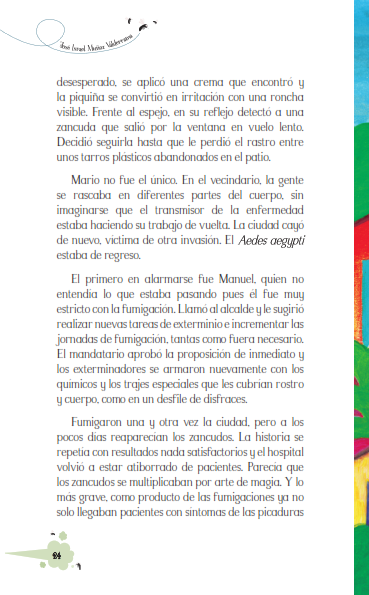 José Israel Muñoz Valderrama
desesperado, se aplicó una crema que encontró y
la piquiña se convirtió en irritación con una roncha
visible. Frente al espejo, en su reflejo detectó a una
zancuda que salió por la ventana en vuelo lento.
Decidió seguirla hasta que le perdió el rastro entre
unos tarros plásticos abandonados en el patio.
Mario no fue el único. En el vecindario, la gente
se rascaba en diferentes partes del cuerpo, sin
imaginarse que el transmisor de la enfermedad
estaba haciendo su trabajo de vuelta. La ciudad cayó
de nuevo, víctima de otra invasión. El Aedes aegypti
estaba de regreso.
El primero en alarmarse fue Manuel, quien no
entendía lo que estaba pasando pues él fue muy
estricto con la fumigación. Llamó al alcalde y le sugirió
realizar nuevas tareas de exterminio e incrementar las
jornadas de fumigación, tantas como fuera necesario.
El mandatario aprobó la proposición de inmediato y
los exterminadores se armaron nuevamente con los
químicos y los trajes especiales que les cubrían rostro
y cuerpo, como en un desfile de disfraces.
Fumigaron una y otra vez la ciudad, pero a los
pocos días reaparecían los zancudos. La historia se
repetía con resultados nada satisfactorios y el hospital
volvió a estar atiborrado de pacientes. Parecía que
los zancudos se multiplicaban por arte de magia. Y lo
más grave, como producto de las fumigaciones ya no
solo llegaban pacientes con síntomas de las picaduras
24